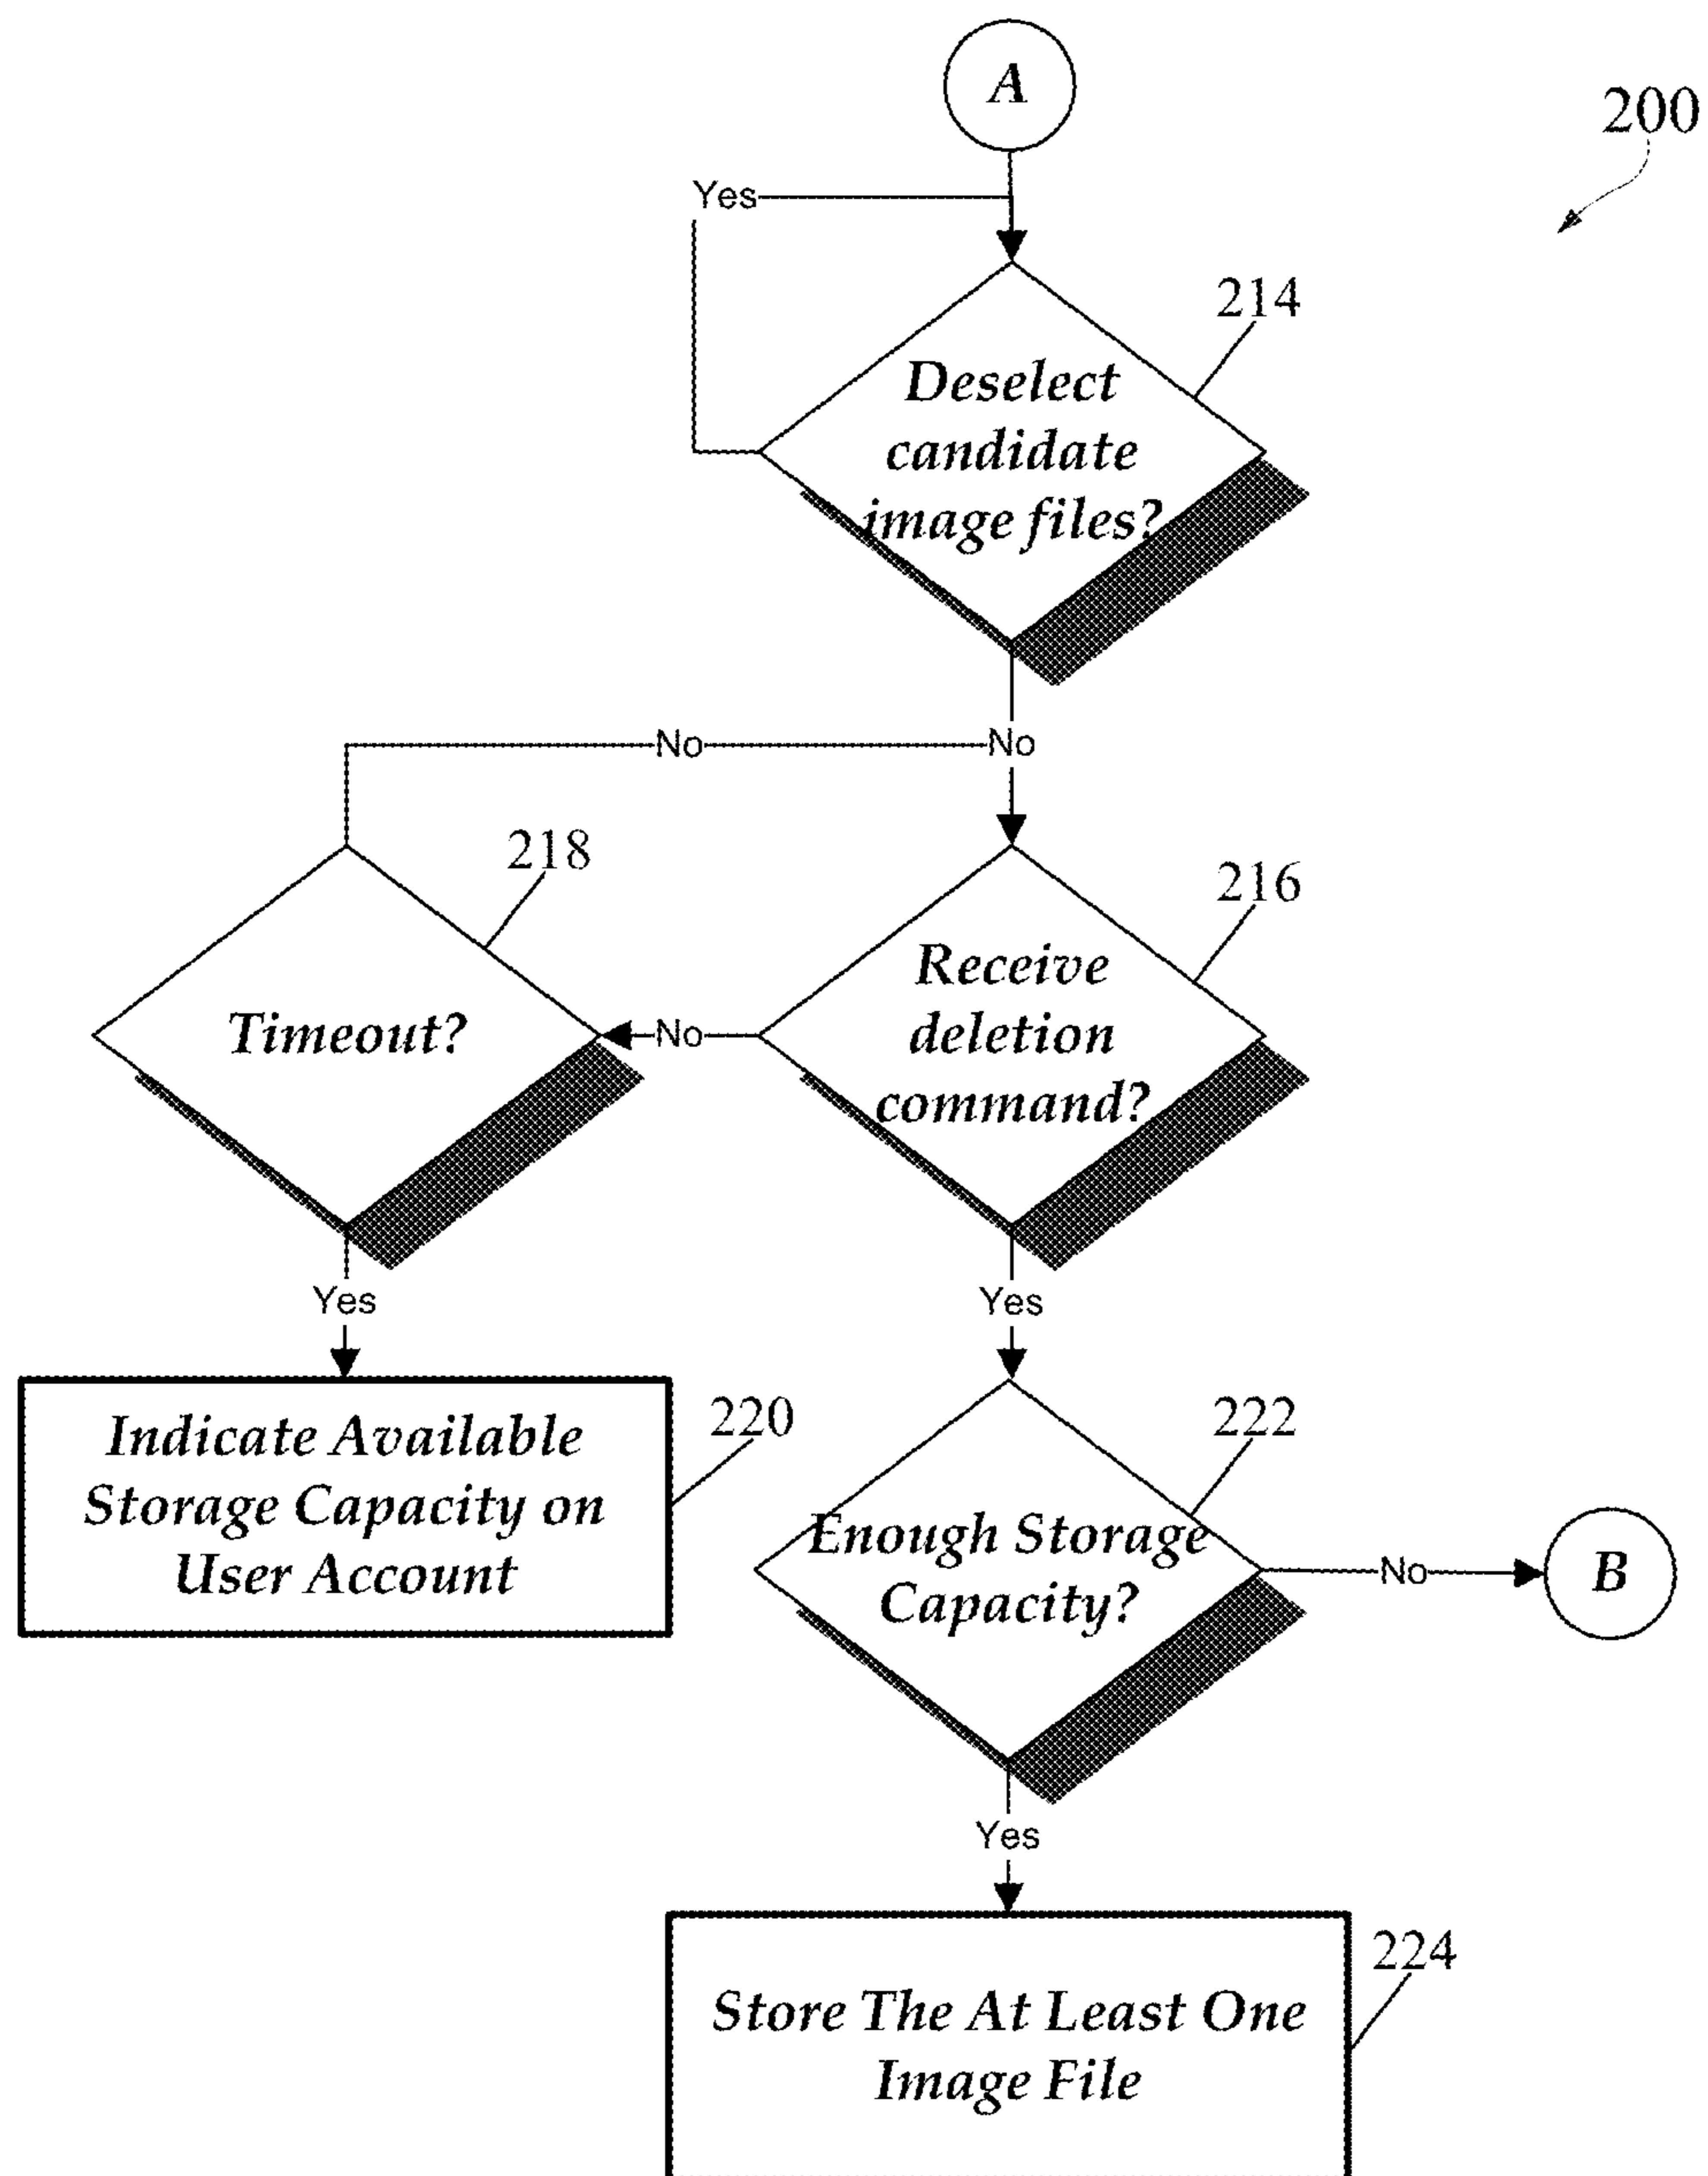 A
200
Yes
214
Deselect
candidate
image files?
No
No
218
216
Timeout?
No
Receive
deletion
command?
Yes
Yes
Indicate Available
Storage Capacity on
User Account
220
222
Enough Storage
Capacity?
No
B
Yes
224
Store The At Least One
Image File